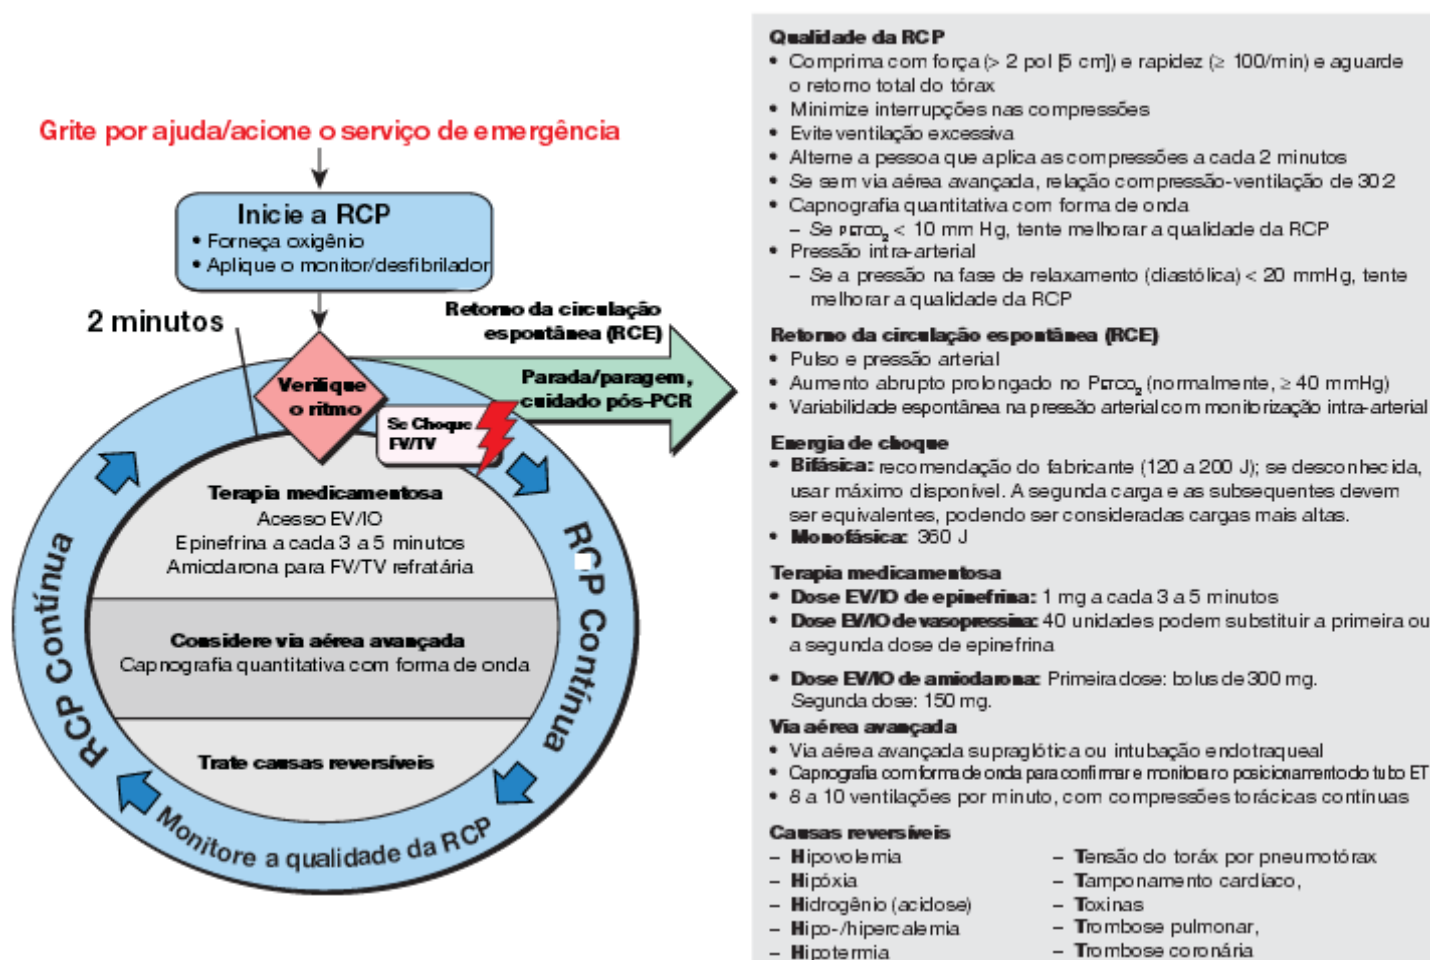 Grite por ajuda/acione o serviço de emergência
Inicie a RCP
• Forneça oxigênio
• Aplique o monitor/desfibrilador
2 minutos
Retorno da circulação
espontânea (RCE)
Verifique
o ritmo
Parada/paragem,
cuidado pós-PCR
Se Choque
FV/TV
Terapia medicamentosa
Acesso EV/IO
Epinefrina a cada 3 a 5 minutos
Amiodarona para FV/TV refratária
Considere via aérea avançada
Capnografia quantitativa com forma de onda
Trate causas reversíveis
RCP Contínua
RCP Contínua
Monitore a qualidade da RCP
Qualidade da RCP
• Comprima com força (> 2 pol [5 cm]) e rapidez (≥ 100/min) e aguarde
o retorno total do tórax
• Minimize interrupções nas compressões
• Evite ventilação excessiva
• Alterne a pessoa que aplica as compressões a cada 2 minutos
• Se sem via aérea avançada, relação compressão-ventilação de 30:2
• Capnografia quantitativa com forma de onda
– Se PETCO₂ < 10 mm Hg, tente melhorar a qualidade da RCP
• Pressão intra-arterial
– Se a pressão na fase de relaxamento (diastólica) < 20 mmHg, tente
melhorar a qualidade da RCP
Retorno da circulação espontânea (RCE)
• Pulso e pressão arterial
• Aumento abrupto prolongado no PETCO₂ (normalmente, ≥ 40 mmHg)
• Variabilidade espontânea na pressão arterial com monitorização intra-arterial
Energia de choque
• Bifásica: recomendação do fabricante (120 a 200 J); se desconhecida,
usar máximo disponível. A segunda carga e as subsequentes devem
ser equivalentes, podendo ser consideradas cargas mais altas.
• Monofásica: 360 J
Terapia medicamentosa
• Dose EV/IO de epinefrina: 1 mg a cada 3 a 5 minutos
• Dose EV/IO de vasopressina: 40 unidades podem substituir a primeira ou
a segunda dose de epinefrina
• Dose EV/IO de amiodarona: Primeira dose: bolus de 300 mg.
Segunda dose: 150 mg.
Via aérea avançada
• Via aérea avançada supraglótica ou intubação endotraqueal
• Capnografia com forma de onda para confirmar e monitorar o posicionamento do tubo ET
• 8 a 10 ventilações por minuto, com compressões torácicas contínuas
Causas reversíveis
– Hipovolemia
– Hipóxia
– Hidrogênio (acidose)
– Hipo-/hipercalemia
– Hipotermia
– Tensão do toráx por pneumotórax
– Tamponamento cardíaco,
– Toxinas
– Trombose pulmonar,
– Trombose coronária